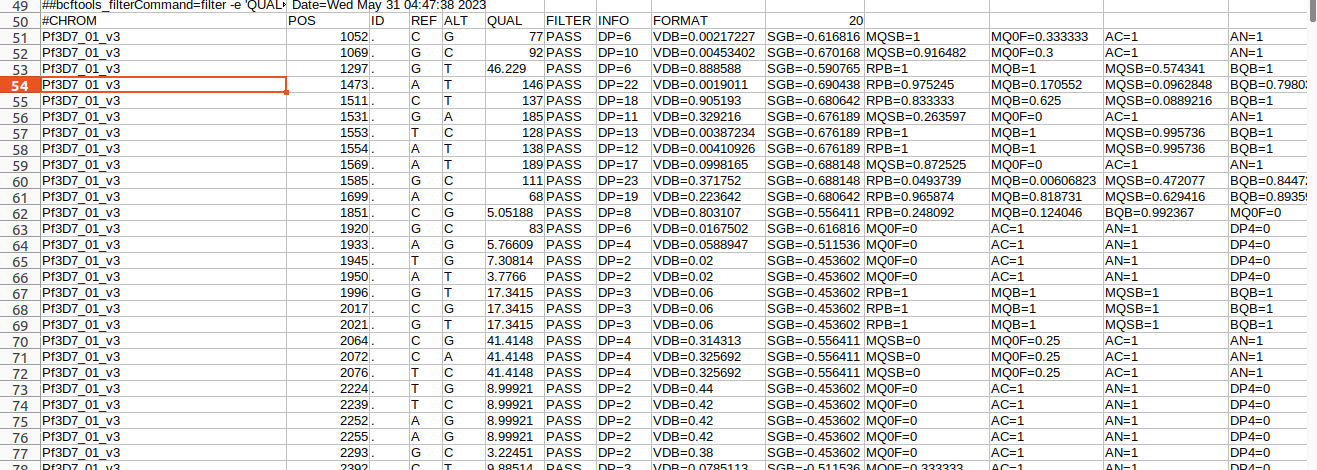 49 ##bcftools_filterCommand=filter -e 'QUAL Date=Wed May 31 04:47:38 2023
50 #CHROM POS ID REF ALT QUAL FILTER INFO FORMAT 20
51 Pf3D7_01_v3 1052 . C G 77 PASS DP=6 VDB=0.00217227 SGB=-0.616816 MQSB=1 MQ0F=0.333333 AC=1 AN=1
52 Pf3D7_01_v3 1069 . G C 92 PASS DP=10 VDB=0.00453402 SGB=-0.670168 MQSB=0.916482 MQ0F=0.3 AC=1 AN=1
53 Pf3D7_01_v3 1297 . G T 46.229 PASS DP=6 VDB=0.888588 SGB=-0.590765 RPB=1 MQB=1 MQSB=0.574341 BQB=1
54 Pf3D7_01_v3 1473 . A T 146 PASS DP=22 VDB=0.0019011 SGB=-0.690438 RPB=0.975245 MQB=0.170552 MQSB=0.0962848 BQB=0.7980
55 Pf3D7_01_v3 1511 . C T 137 PASS DP=18 VDB=0.905193 SGB=-0.680642 RPB=0.833333 MQB=0.625 MQSB=0.0889216 BQB=1
56 Pf3D7_01_v3 1531 . G A 185 PASS DP=11 VDB=0.329216 SGB=-0.676189 MQSB=0.263597 MQ0F=0 AC=1 AN=1
57 Pf3D7_01_v3 1553 . T C 128 PASS DP=13 VDB=0.00387234 SGB=-0.676189 RPB=1 MQB=1 MQSB=0.995736 BQB=1
58 Pf3D7_01_v3 1554 . A T 138 PASS DP=12 VDB=0.00410926 SGB=-0.676189 RPB=1 MQB=1 MQSB=0.995736 BQB=1
59 Pf3D7_01_v3 1569 . A T 189 PASS DP=17 VDB=0.0998165 SGB=-0.688148 MQSB=0.872525 MQ0F=0 AC=1 AN=1
60 Pf3D7_01_v3 1585 . G C 111 PASS DP=23 VDB=0.371752 SGB=-0.688148 RPB=0.0493739 MQB=0.00606823 MQSB=0.472077 BQB=0.8447
61 Pf3D7_01_v3 1699 . A C 68 PASS DP=19 VDB=0.223642 SGB=-0.680642 RPB=0.965874 MQB=0.818731 MQSB=0.629416 BQB=0.8935
62 Pf3D7_01_v3 1851 . C G 5.05188 PASS DP=8 VDB=0.803107 SGB=-0.556411 RPB=0.248092 MQB=0.124046 BQB=0.992367 MQ0F=0
63 Pf3D7_01_v3 1920 . G C 83 PASS DP=6 VDB=0.0167502 SGB=-0.616816 MQ0F=0 AC=1 AN=1 DP4=0
64 Pf3D7_01_v3 1933 . A G 5.76609 PASS DP=4 VDB=0.0588947 SGB=-0.511536 MQ0F=0 AC=1 AN=1 DP4=0
65 Pf3D7_01_v3 1945 . T G 7.30814 PASS DP=2 VDB=0.02 SGB=-0.453602 MQ0F=0 AC=1 AN=1 DP4=0
66 Pf3D7_01_v3 1950 . A T 3.7766 PASS DP=2 VDB=0.02 SGB=-0.453602 MQ0F=0 AC=1 AN=1 DP4=0
67 Pf3D7_01_v3 1996 . G T 17.3415 PASS DP=3 VDB=0.06 SGB=-0.453602 RPB=1 MQB=1 MQSB=1 BQB=1
68 Pf3D7_01_v3 2017 . C G 17.3415 PASS DP=3 VDB=0.06 SGB=-0.453602 RPB=1 MQB=1 MQSB=1 BQB=1
69 Pf3D7_01_v3 2021 . G T 17.3415 PASS DP=3 VDB=0.06 SGB=-0.453602 RPB=1 MQB=1 MQSB=1 BQB=1
70 Pf3D7_01_v3 2064 . C G 41.4148 PASS DP=4 VDB=0.314313 SGB=-0.556411 MQSB=0 MQ0F=0.25 AC=1 AN=1
71 Pf3D7_01_v3 2072 . C A 41.4148 PASS DP=4 VDB=0.325692 SGB=-0.556411 MQSB=0 MQ0F=0.25 AC=1 AN=1
72 Pf3D7_01_v3 2076 . T C 41.4148 PASS DP=4 VDB=0.325692 SGB=-0.556411 MQSB=0 MQ0F=0.25 AC=1 AN=1
73 Pf3D7_01_v3 2224 . T G 8.99921 PASS DP=2 VDB=0.44 SGB=-0.453602 MQ0F=0 AC=1 AN=1 DP4=0
74 Pf3D7_01_v3 2239 . T C 8.99921 PASS DP=2 VDB=0.42 SGB=-0.453602 MQ0F=0 AC=1 AN=1 DP4=0
75 Pf3D7_01_v3 2252 . A G 8.99921 PASS DP=2 VDB=0.42 SGB=-0.453602 MQ0F=0 AC=1 AN=1 DP4=0
76 Pf3D7_01_v3 2255 . A G 8.99921 PASS DP=2 VDB=0.42 SGB=-0.453602 MQ0F=0 AC=1 AN=1 DP4=0
77 Pf3D7_01_v3 2293 . G C 3.22451 PASS DP=2 VDB=0.38 SGB=-0.453602 MQ0F=0 AC=1 AN=1 DP4=0
78 Pf3D7_01_v3 2392 . C T 9.88514 PASS DP=3 VDB=0.0785113 SGB=-0.511536 MQ0F=0.333333 AC=1 AN=1 DP4=0